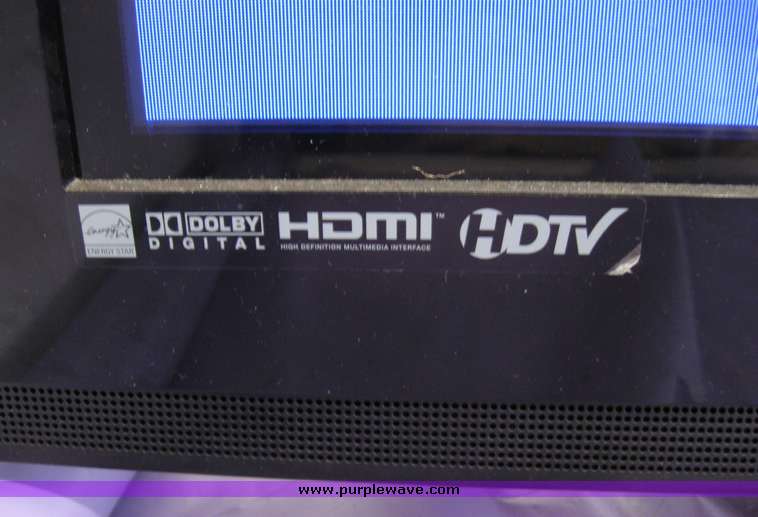 energy
ENERGY STAR
DOLBY
DIGITAL
HDMI™
HIGH DEFINITION MULTIMEDIA INTERFACE
HDTV
www.purplewave.com